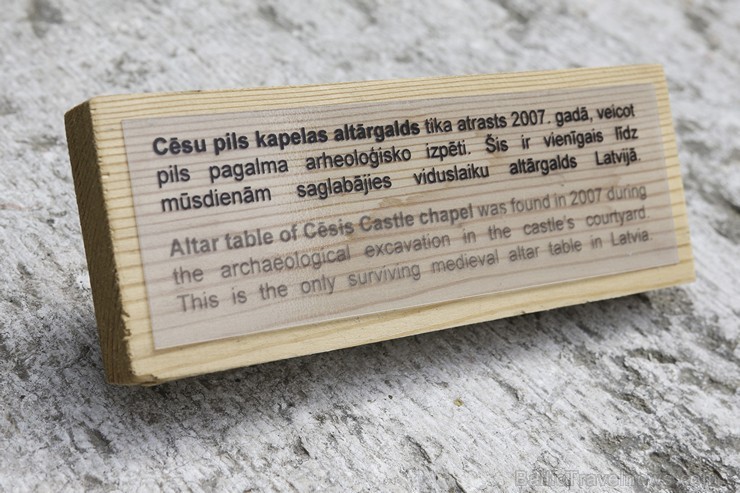 Cēsu pils kapelas altārgalds tika atrasts 2007. gadā, veicot
pils pagalma arheoloģisko izpēti. Šis ir vienīgais līdz
mūsdienām saglabājies viduslaiku altārgalds Latvijā.
Altar table of Cēsis Castle chapel was found in 2007 during
the archaeological excavation in the castle's courtyard.
This is the only surviving medieval altar table in Latvia.